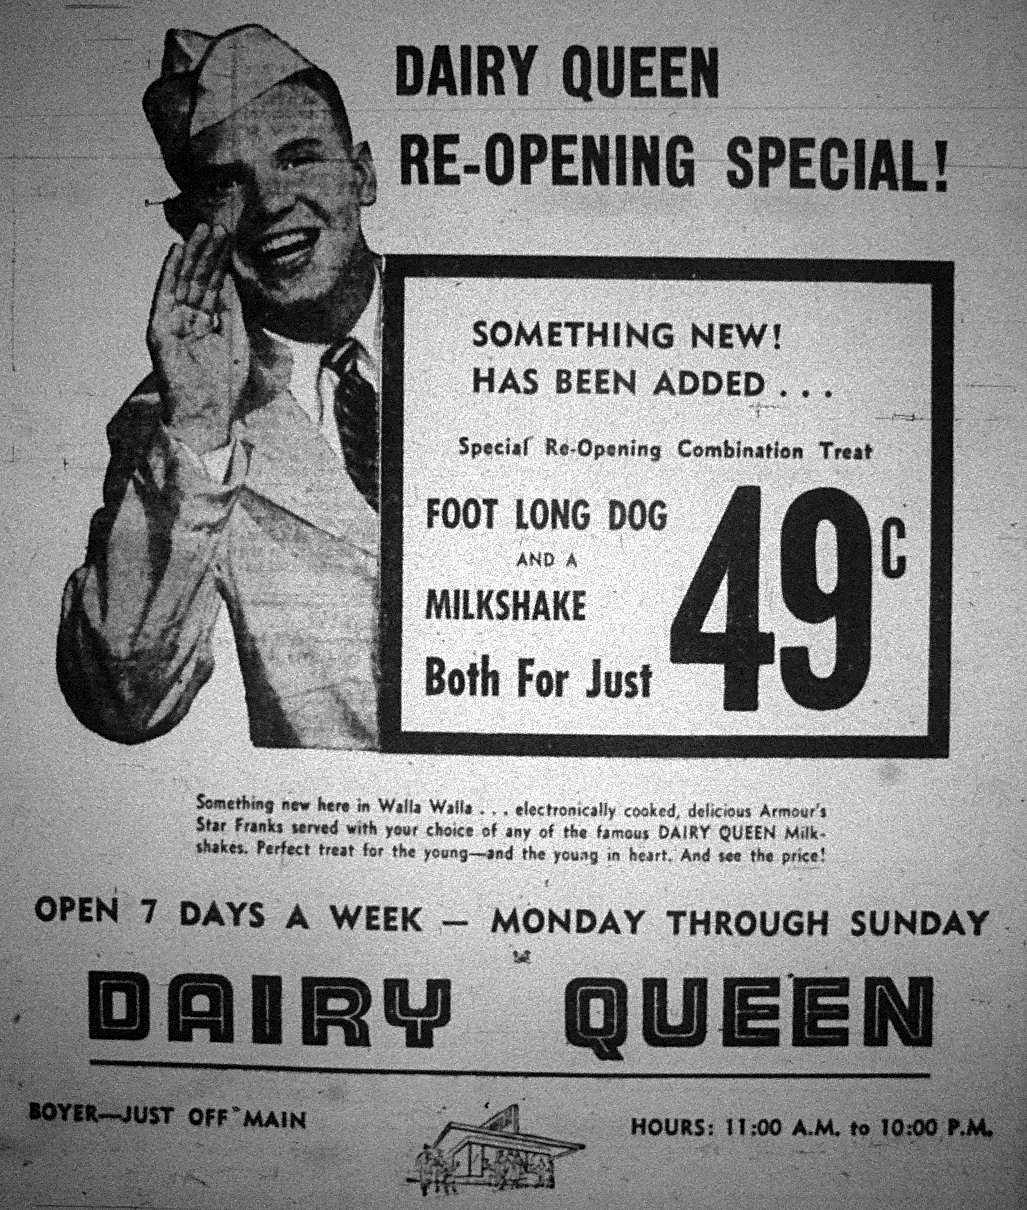 DAIRY QUEEN
RE-OPENING SPECIAL!
SOMETHING NEW!
HAS BEEN ADDED . . .
Special Re-Opening Combination Treat
FOOT LONG DOG
AND A
MILKSHAKE
Both For Just
49c
Something new here in Walla Walla . . . electronically cooked, delicious Armour's
Star Franks served with your choice of any of the famous DAIRY QUEEN Milk-
shakes. Perfect treat for the young—and the young in heart. And see the price!
OPEN 7 DAYS A WEEK — MONDAY THROUGH SUNDAY
DAIRY QUEEN
BOYER—JUST OFF MAIN
HOURS: 11:00 A.M. to 10:00 P.M.